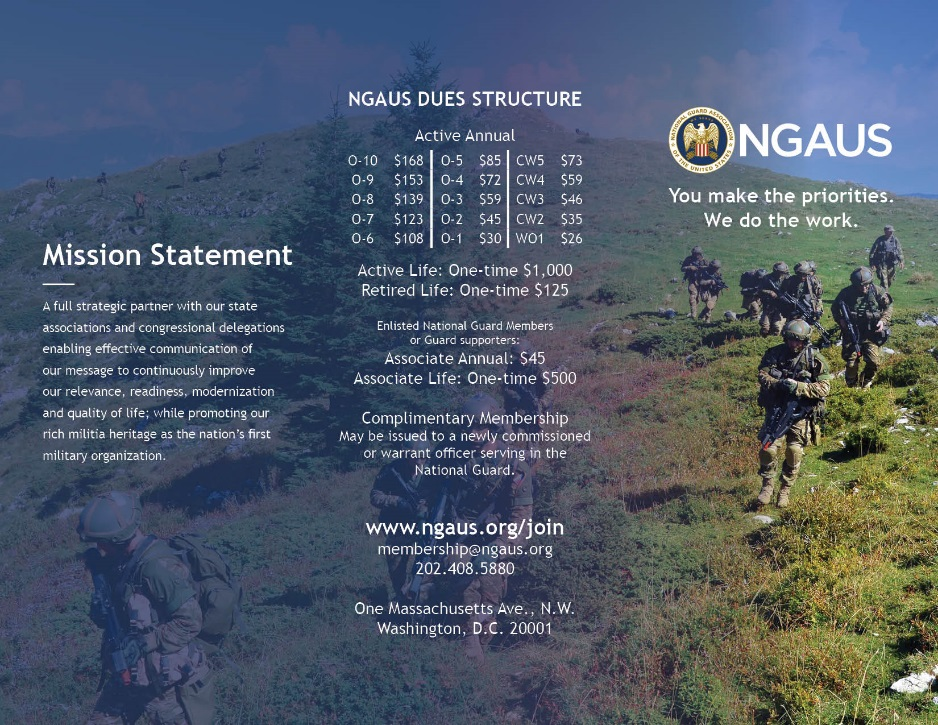 Mission Statement
A full strategic partner with our state
associations and congressional delegations
enabling effective communication of
our message to continuously improve
our relevance, readiness, modernization
and quality of life; while promoting our
rich militia heritage as the nation's first
military organization.
NGAUS DUES STRUCTURE
Active Annual
O-10 $168 O-5 $85 CW5 $73
O-9 $153 O-4 $72 CW4 $59
O-8 $139 O-3 $59 CW3 $46
O-7 $123 O-2 $45 CW2 $35
O-6 $108 O-1 $30 WO1 $26
Active Life: One-time $1,000
Retired Life: One-time $125
Enlisted National Guard Members
or Guard supporters:
Associate Annual: $45
Associate Life: One-time $500
Complimentary Membership
May be issued to a newly commissioned
or warrant officer serving in the
National Guard.
www.ngaus.org/join
membership@ngaus.org
202.408.5880
One Massachusetts Ave., N.W.
Washington, D.C. 20001
NATIONAL GUARD ASSOCIATION
OF THE UNITED STATES
NGAUS
You make the priorities.
We do the work.